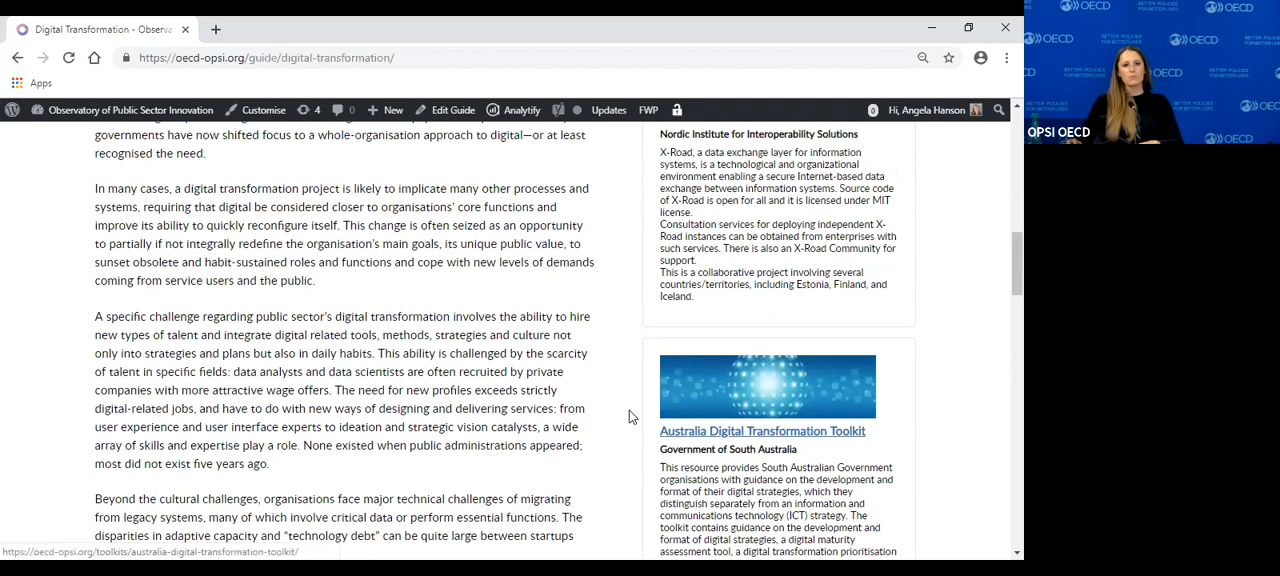 Digital Transformation - Observa
https://oecd-opsi.org/guide/digital-transformation/
Apps
Observatory of Public Sector Innovation
Customise
4
0
New
Edit Guide
Analytify
Updates
FWP
0
Hi, Angela Hanson
governments have now shifted focus to a whole-organisation approach to digital—or at least
recognised the need.
In many cases, a digital transformation project is likely to implicate many other processes and
systems, requiring that digital be considered closer to organisations' core functions and
improve its ability to quickly reconfigure itself. This change is often seized as an opportunity
to partially if not integrally redefine the organisation's main goals, its unique public value, to
sunset obsolete and habit-sustained roles and functions and cope with new levels of demands
coming from service users and the public.
A specific challenge regarding public sector's digital transformation involves the ability to hire
new types of talent and integrate digital related tools, methods, strategies and culture not
only into strategies and plans but also in daily habits. This ability is challenged by the scarcity
of talent in specific fields: data analysts and data scientists are often recruited by private
companies with more attractive wage offers. The need for new profiles exceeds strictly
digital-related jobs, and have to do with new ways of designing and delivering services: from
user experience and user interface experts to ideation and strategic vision catalysts, a wide
array of skills and expertise play a role. None existed when public administrations appeared;
most did not exist five years ago.
Beyond the cultural challenges, organisations face major technical challenges of migrating
from legacy systems, many of which involve critical data or perform essential functions. The
disparities in adaptive capacity and “technology debt” can be quite large between startups
https://oecd-opsi.org/toolkits/australia-digital-transformation-toolkit/
Nordic Institute for Interoperability Solutions
X-Road, a data exchange layer for information
systems, is a technological and organizational
environment enabling a secure Internet-based data
exchange between information systems. Source code
of X-Road is open for all and it is licensed under MIT
license.
Consultation services for deploying independent X-
Road instances can be obtained from enterprises with
such services. There is also an X-Road Community for
support.
This is a collaborative project involving several
countries/territories, including Estonia, Finland, and
Iceland.
Australia Digital Transformation Toolkit
Government of South Australia
This resource provides South Australian Government
organisations with guidance on the development and
format of their digital strategies, which they
distinguish separately from an information and
communications technology (ICT) strategy. The
toolkit contains guidance on the development and
format of digital strategies, a digital maturity
assessment tool, a digital transformation prioritisation
OECD
OECD
OECD
OECD
BETTER POLICIES
FOR BETTER LIVES
OECD
OECD
OPSI OECD